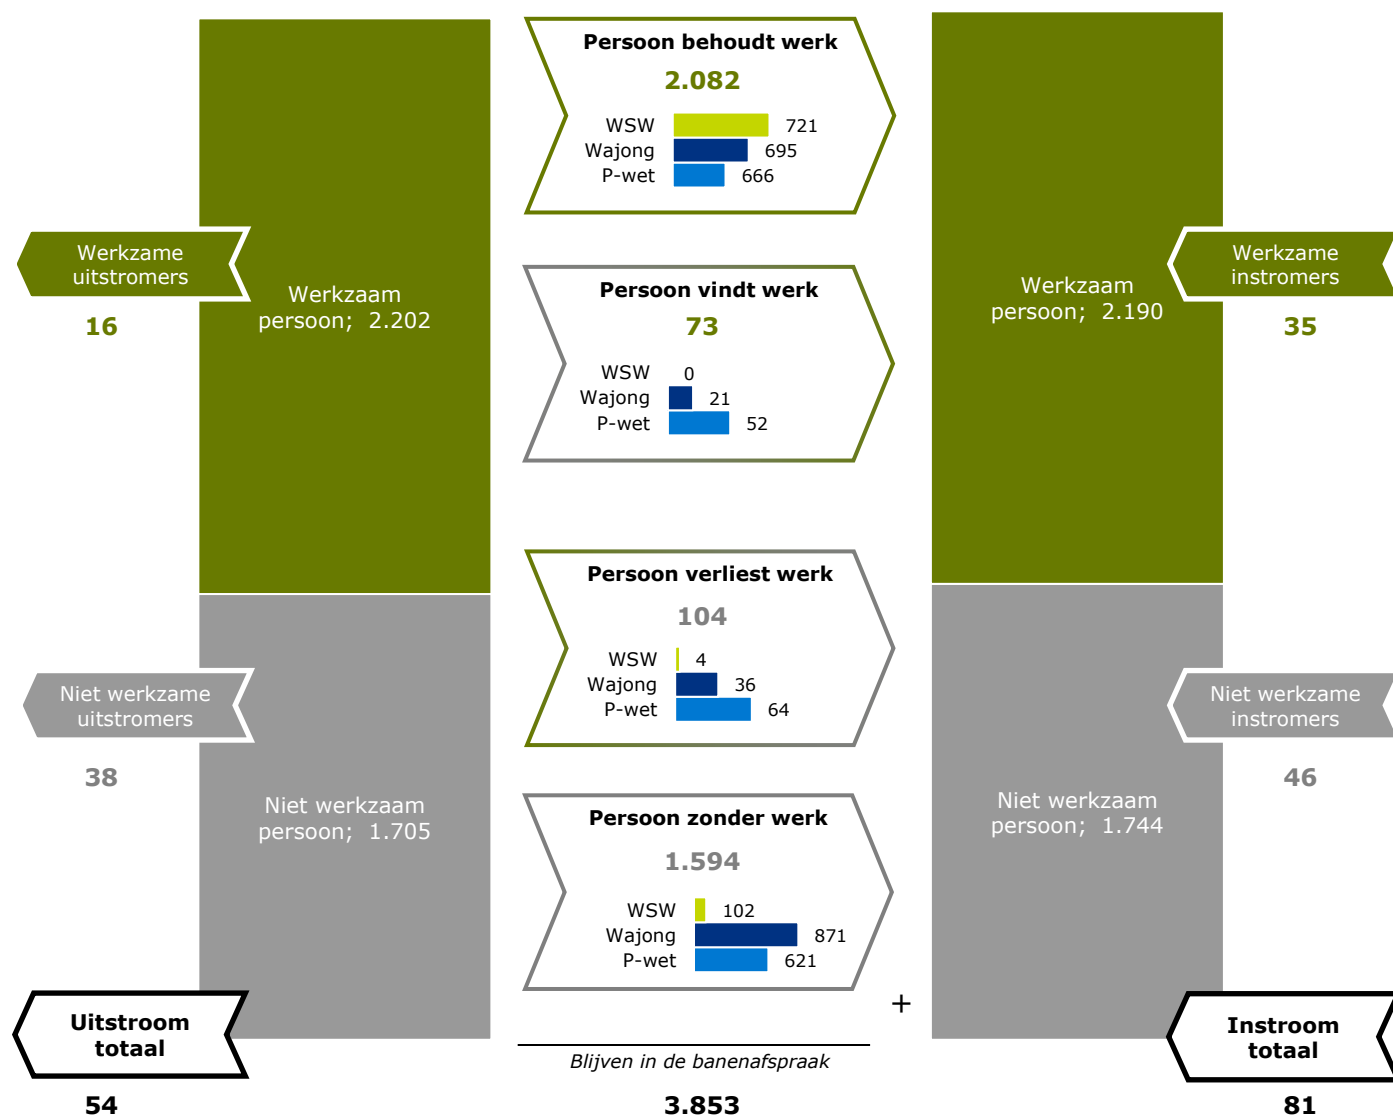 Werkzame
uitstromers
16
Werkzaam
persoon;  2.202
Niet werkzame
uitstromers
38
Niet werkzaam
persoon;  1.705
Uitstroom
totaal
54
Persoon behoudt werk
2.082
WSW 721
Wajong 695
P-wet 666
Persoon vindt werk
73
WSW 0
Wajong 21
P-wet 52
Persoon verliest werk
104
WSW 4
Wajong 36
P-wet 64
Persoon zonder werk
1.594
WSW 102
Wajong 871
P-wet 621
+
Blijven in de banenafspraak
3.853
Werkzaam
persoon;  2.190
Werkzame
instromers
35
Niet werkzame
instromers
46
Niet werkzaam
persoon;  1.744
Instroom
totaal
81